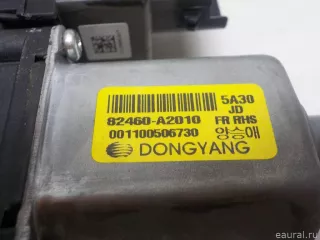 5A30
JD
82460-A2010 FR RHS
001100506730 양승애
DONGYANG
eaural.ru